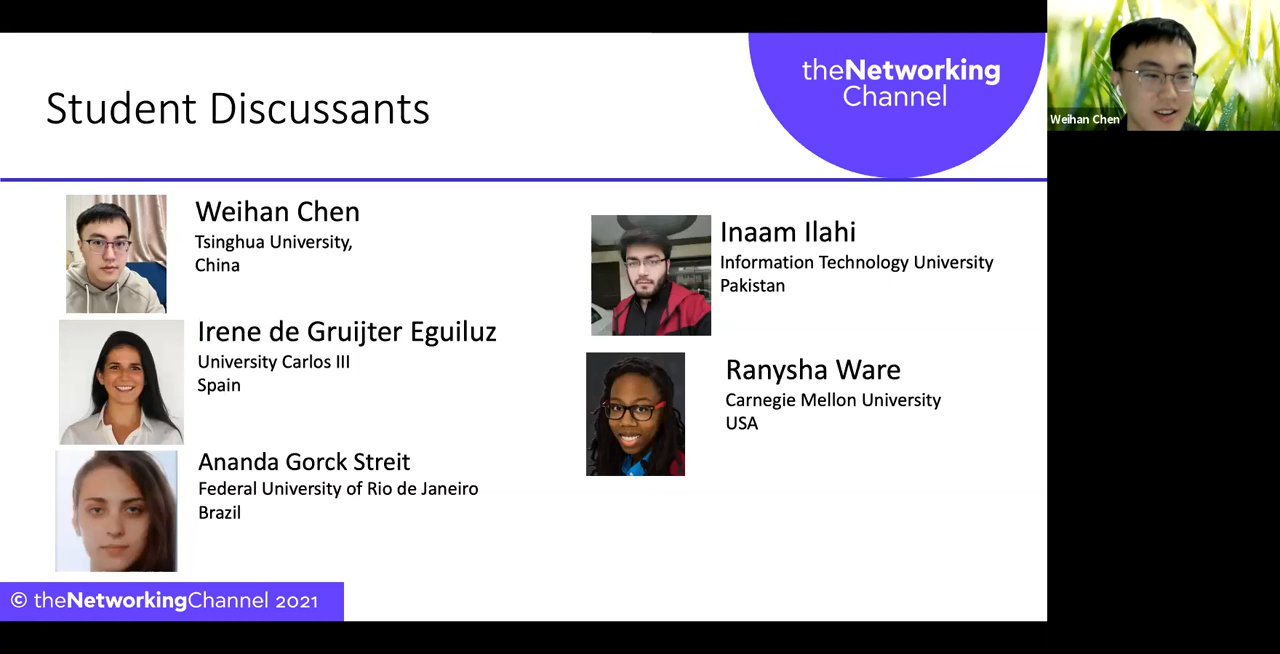 theNetworking
Channel
Student Discussants
Weihan Chen
Weihan Chen
Tsinghua University,
China
Irene de Gruijter Eguiluz
University Carlos III
Spain
Ananda Gorck Streit
Federal University of Rio de Janeiro
Brazil
Inaam Ilahi
Information Technology University
Pakistan
Ranysha Ware
Carnegie Mellon University
USA
© theNetworkingChannel 2021